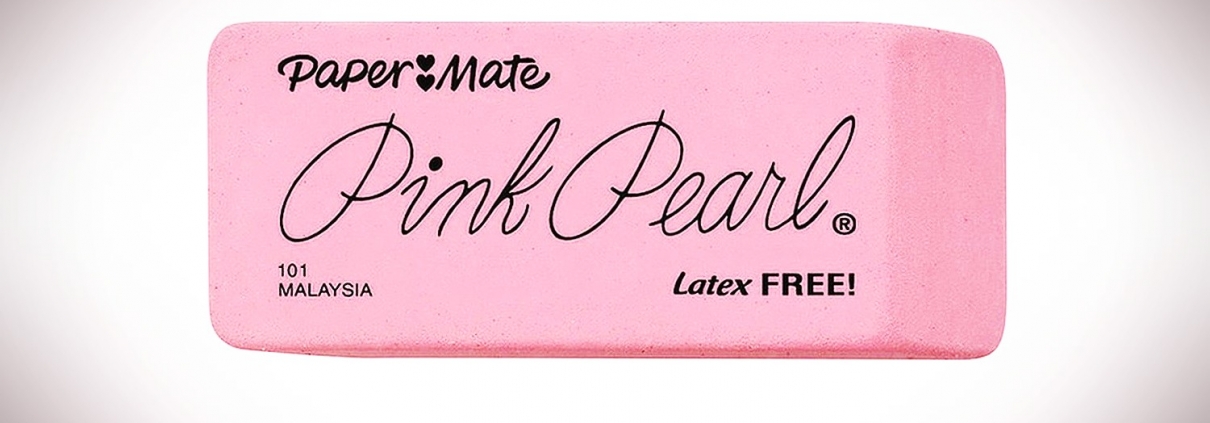 Paper Mate
Pink Pearl®
101
MALAYSIA
Latex FREE!